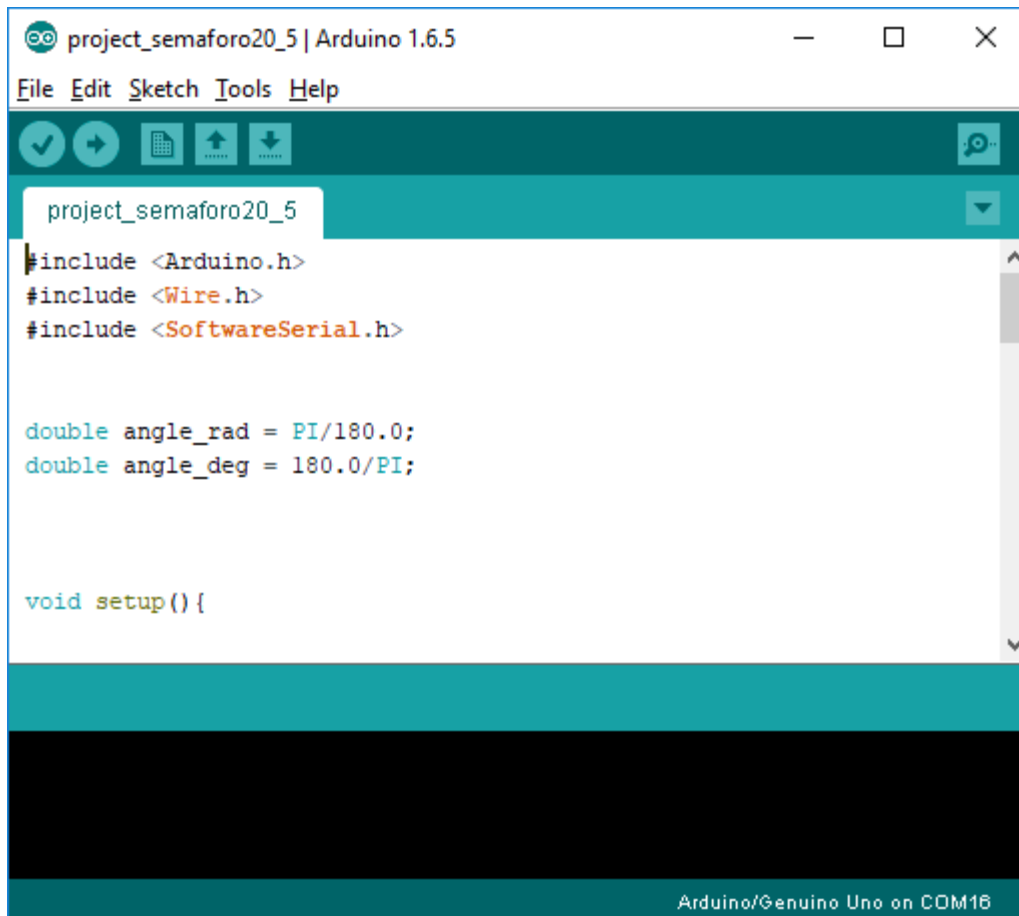 project_semaforo20_5 | Arduino 1.6.5
File Edit Sketch Tools Help
project_semaforo20_5
#include <Arduino.h>
#include <Wire.h>
#include <SoftwareSerial.h>
double angle_rad = PI/180.0;
double angle_deg = 180.0/PI;
void setup(){
Arduino/Genuino Uno on COM16